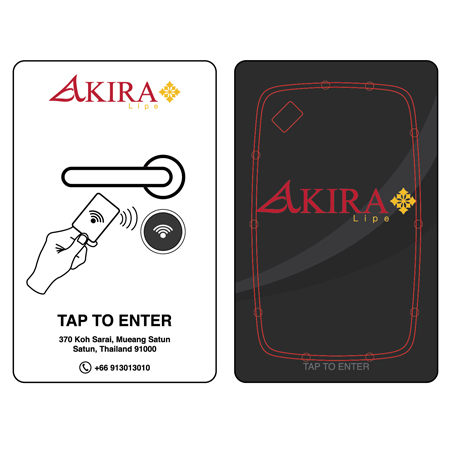 AKIRA
Lipe
TAP TO ENTER
370 Koh Sarai, Mueang Satun
Satun, Thailand 91000
+66 913013010
AKIRA
Lipe
TAP TO ENTER